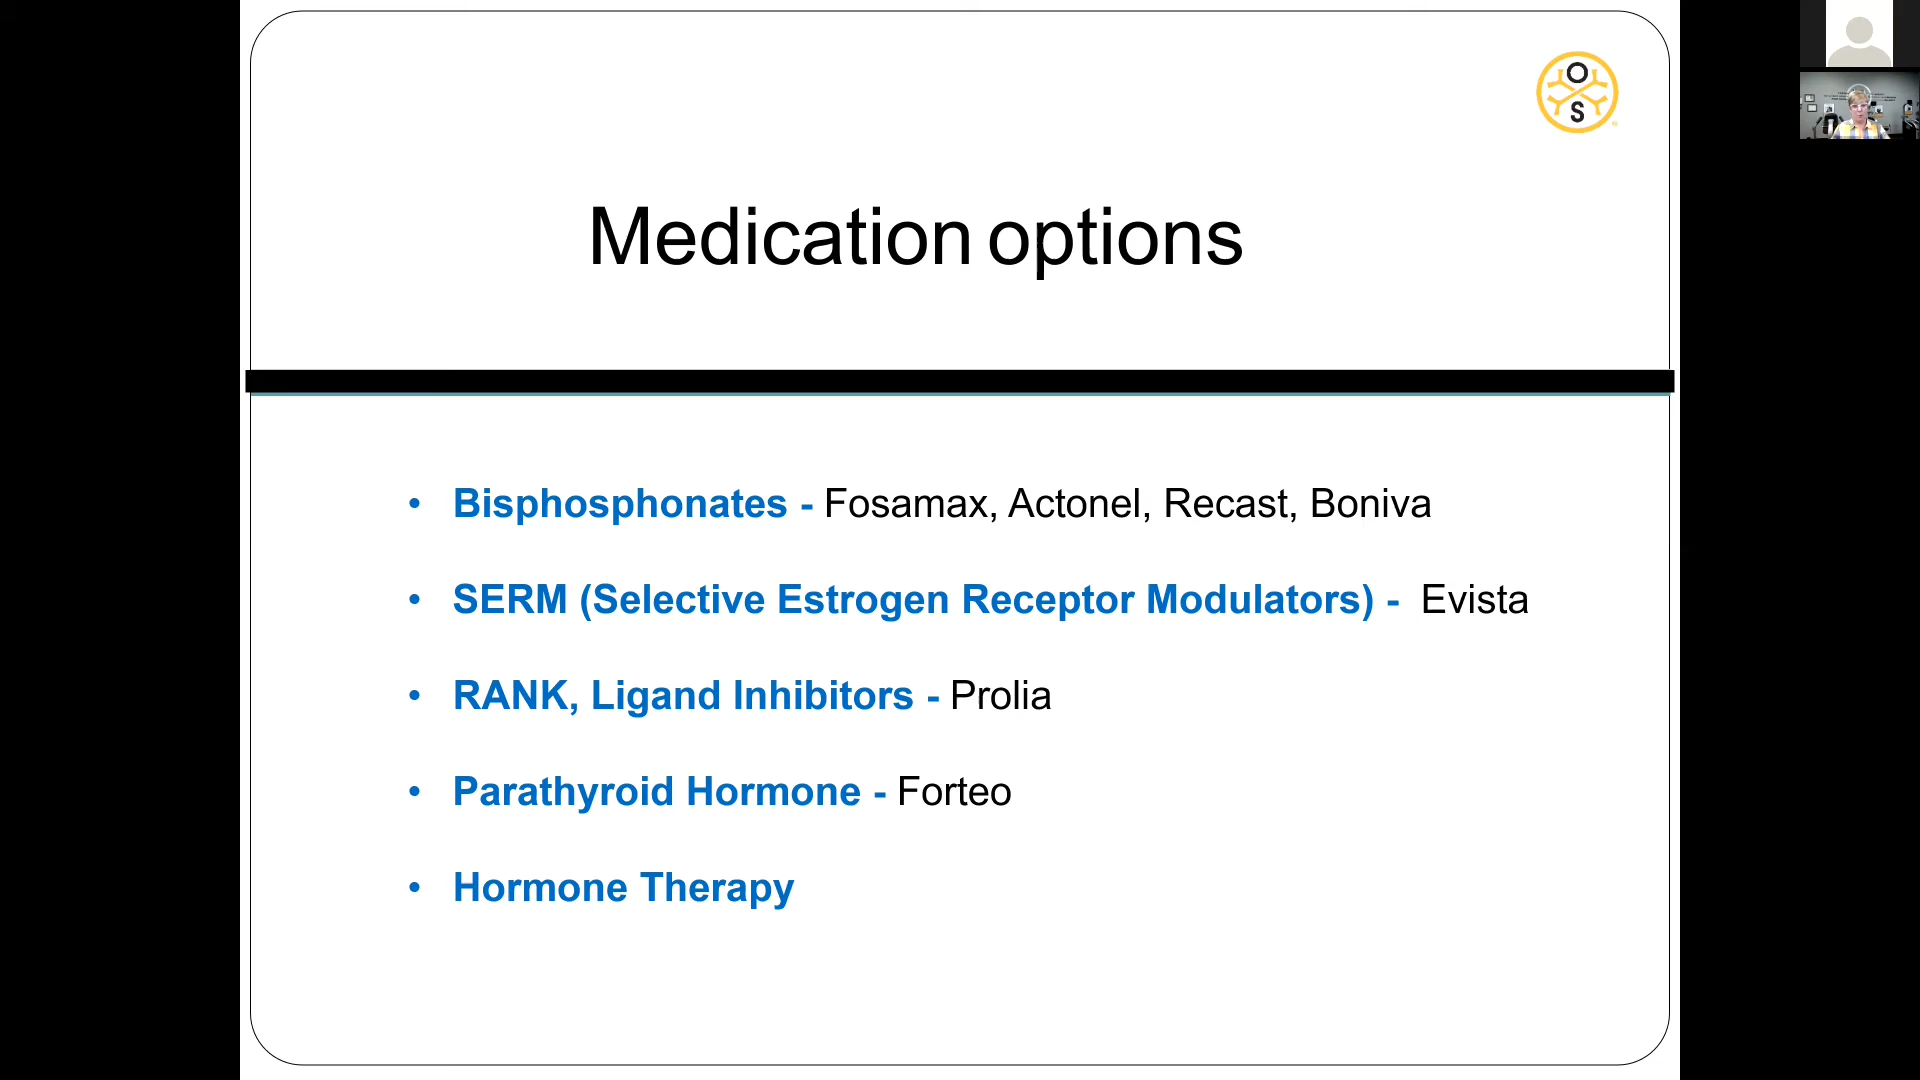 O
S
Medication options
• Bisphosphonates - Fosamax, Actonel, Recast, Boniva
• SERM (Selective Estrogen Receptor Modulators) - Evista
• RANK, Ligand Inhibitors - Prolia
• Parathyroid Hormone - Forteo
• Hormone Therapy